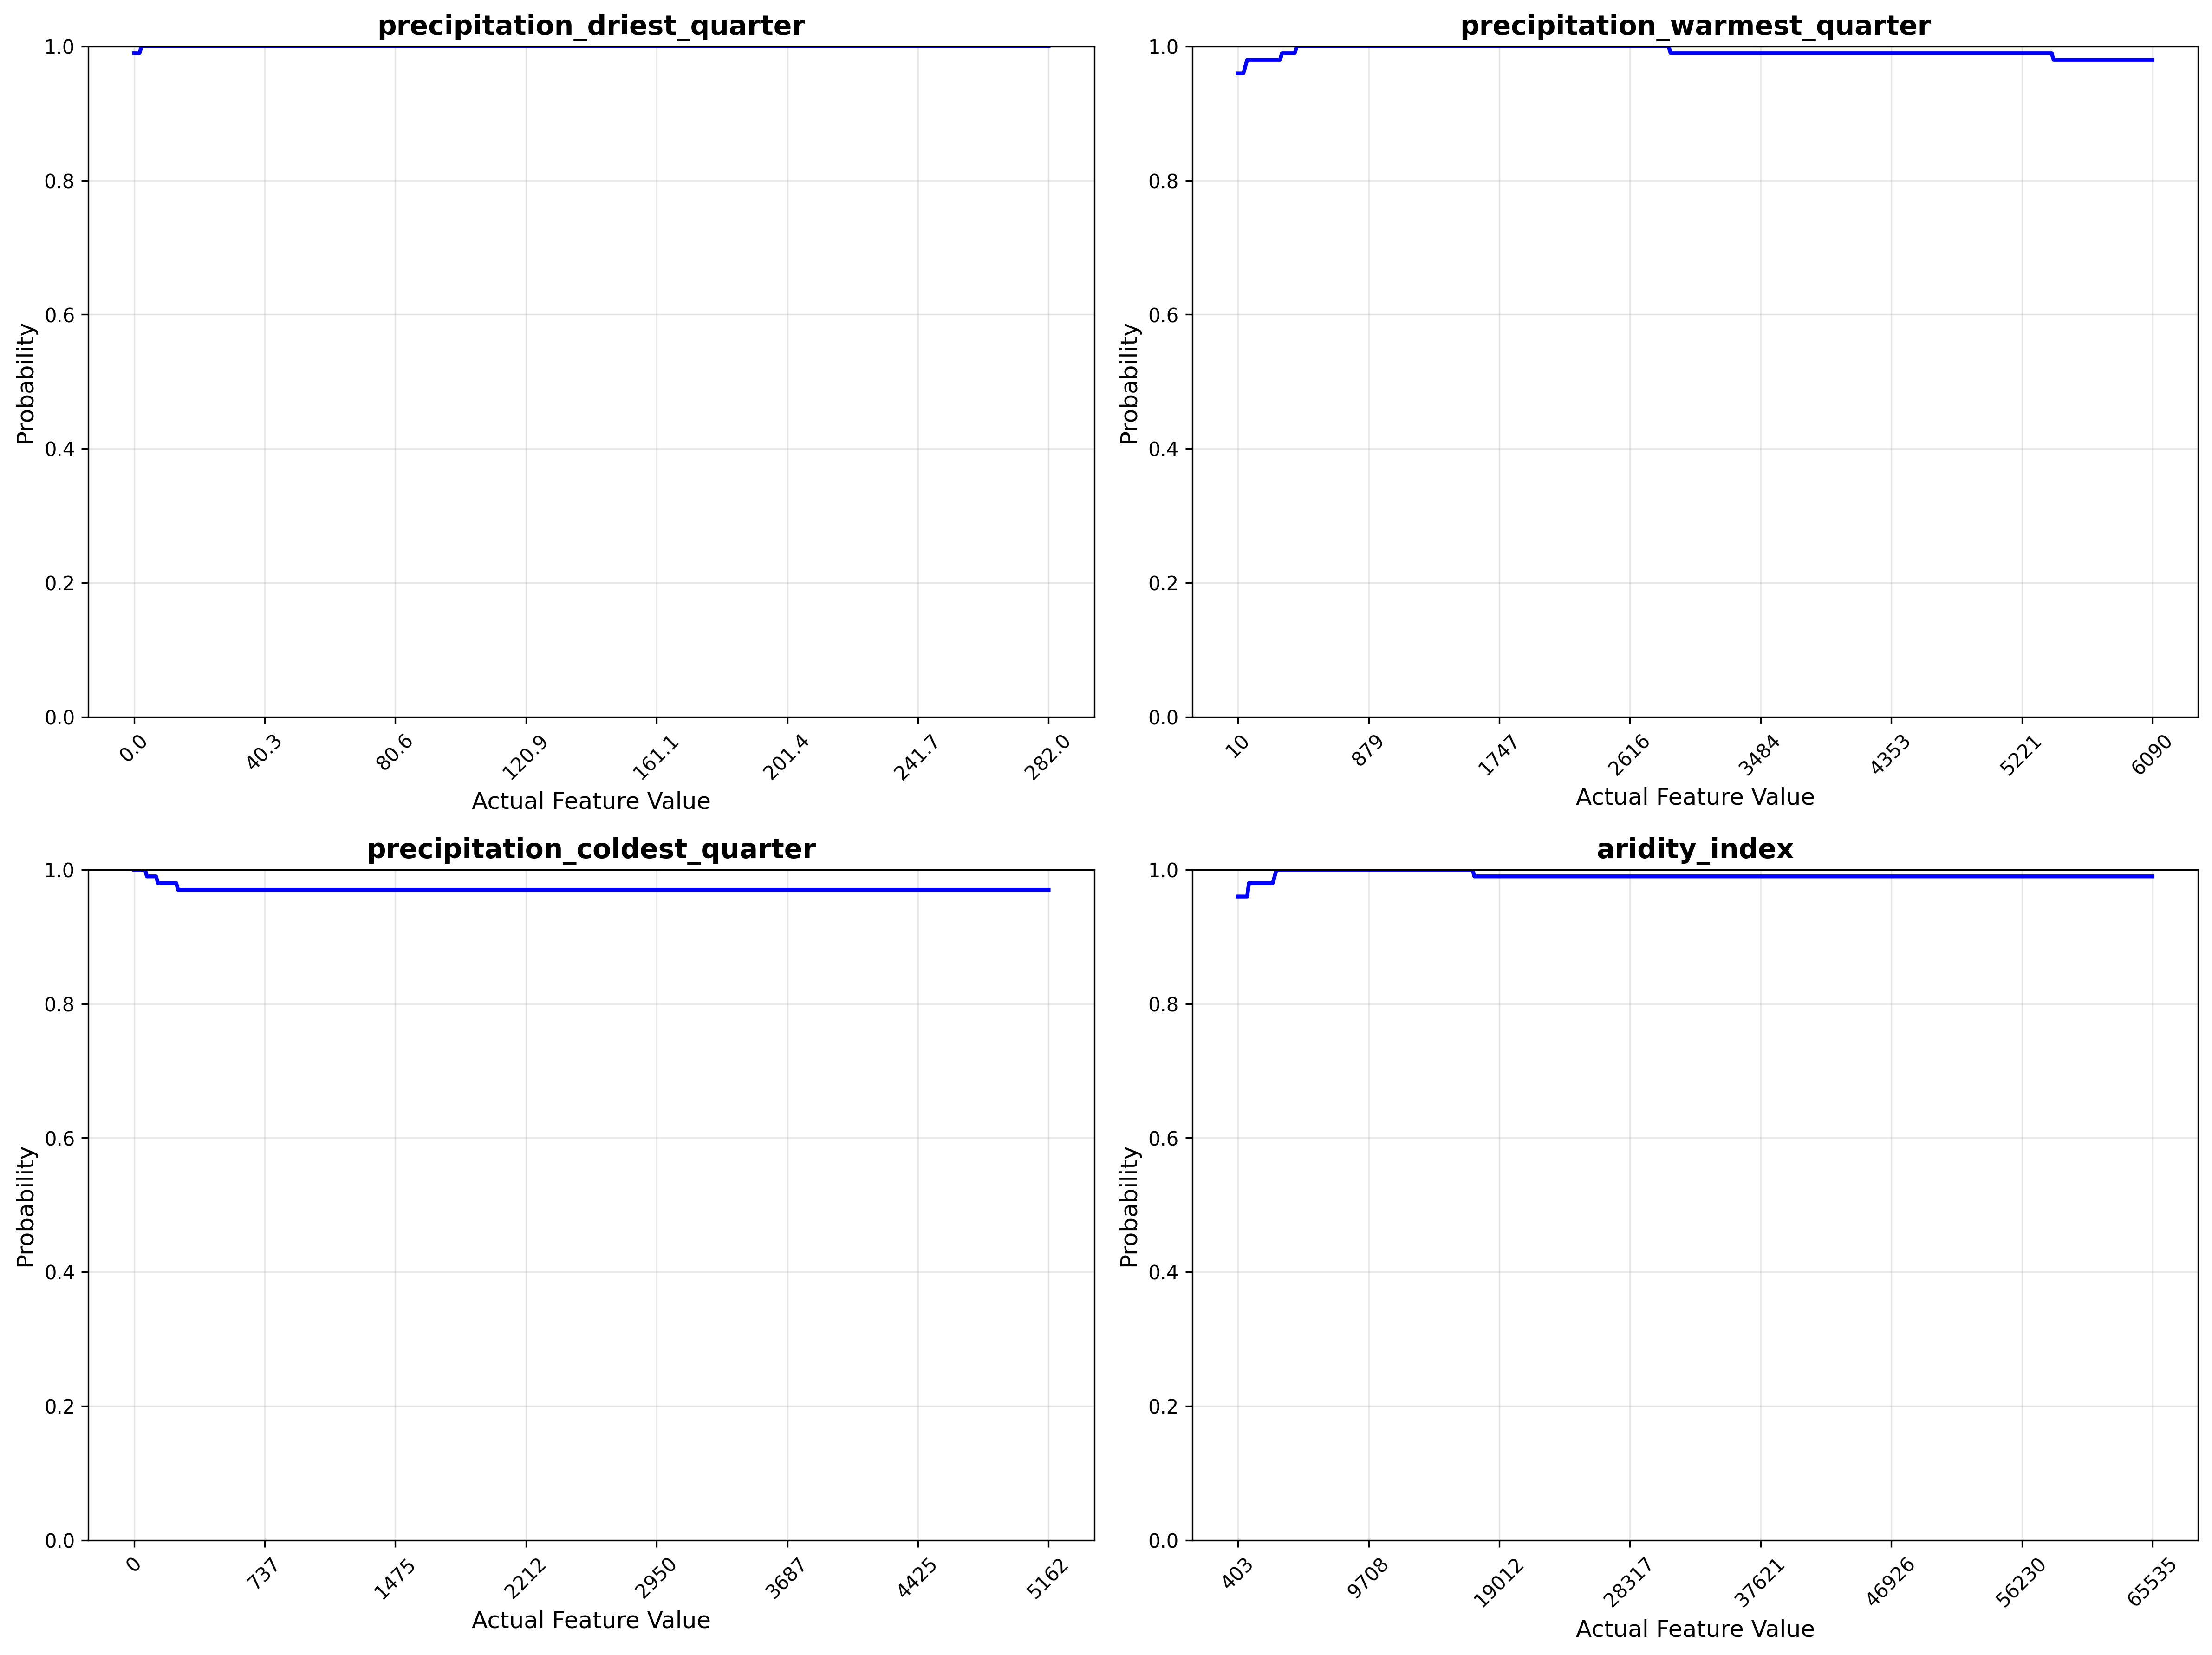 precipitation_driest_quarter
1.0
0.8
0.6
0.4
0.2
0.0
Probability
0.0 40.3 80.6 120.9 161.1 201.4 241.7 282.0
Actual Feature Value
precipitation_warmest_quarter
1.0
0.8
0.6
0.4
0.2
0.0
Probability
10 879 1747 2616 3484 4353 5221 6090
Actual Feature Value
precipitation_coldest_quarter
1.0
0.8
0.6
0.4
0.2
0.0
Probability
0 737 1475 2212 2950 3687 4425 5162
Actual Feature Value
aridity_index
1.0
0.8
0.6
0.4
0.2
0.0
Probability
403 9708 19012 28317 37621 46926 56230 65535
Actual Feature Value